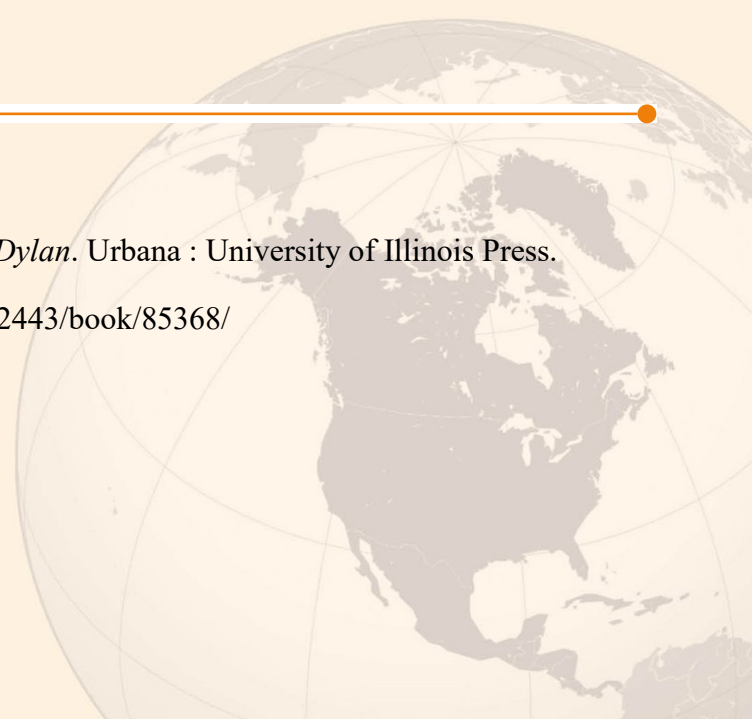 Dylan. Urbana : University of Illinois Press.
2443/book/85368/